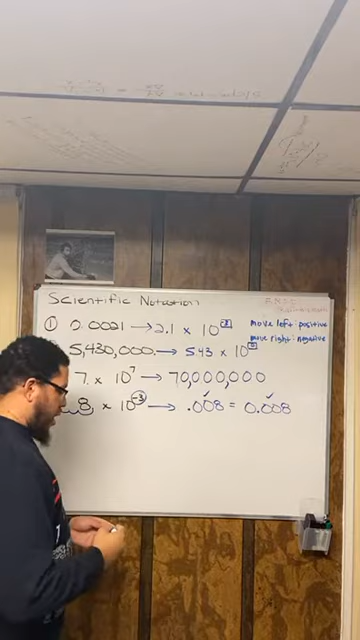 Scientific Notation
① 0.0021 → 2.1 x 10
move left: positive
move right: negative
5,430,000. → 5.43 x 10
7. x 10⁷ → 70,000,000
8 x 10⁻³ → .008 = 0.008